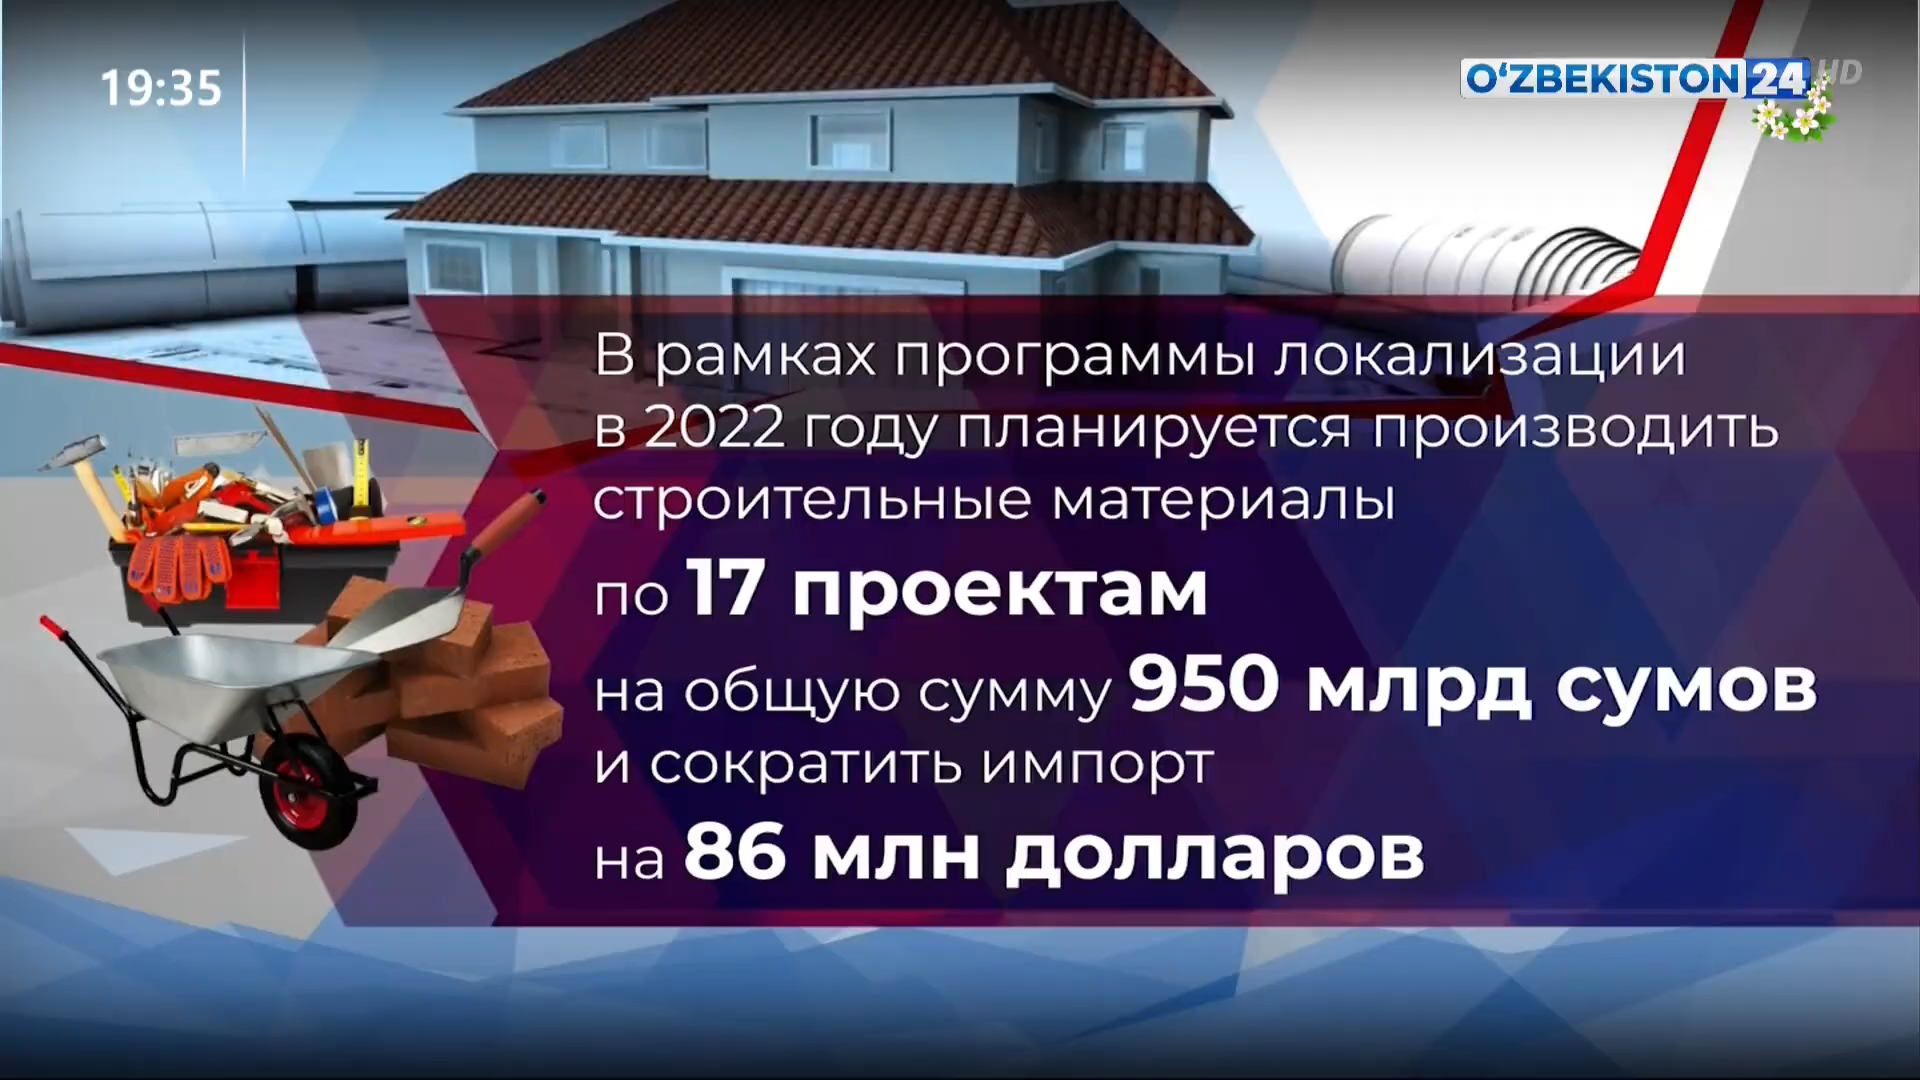 19:35
O‘ZBEKISTON 24 HD
В рамках программы локализации
в 2022 году планируется производить
строительные материалы
по 17 проектам
на общую сумму 950 млрд сумов
и сократить импорт
на 86 млн долларов